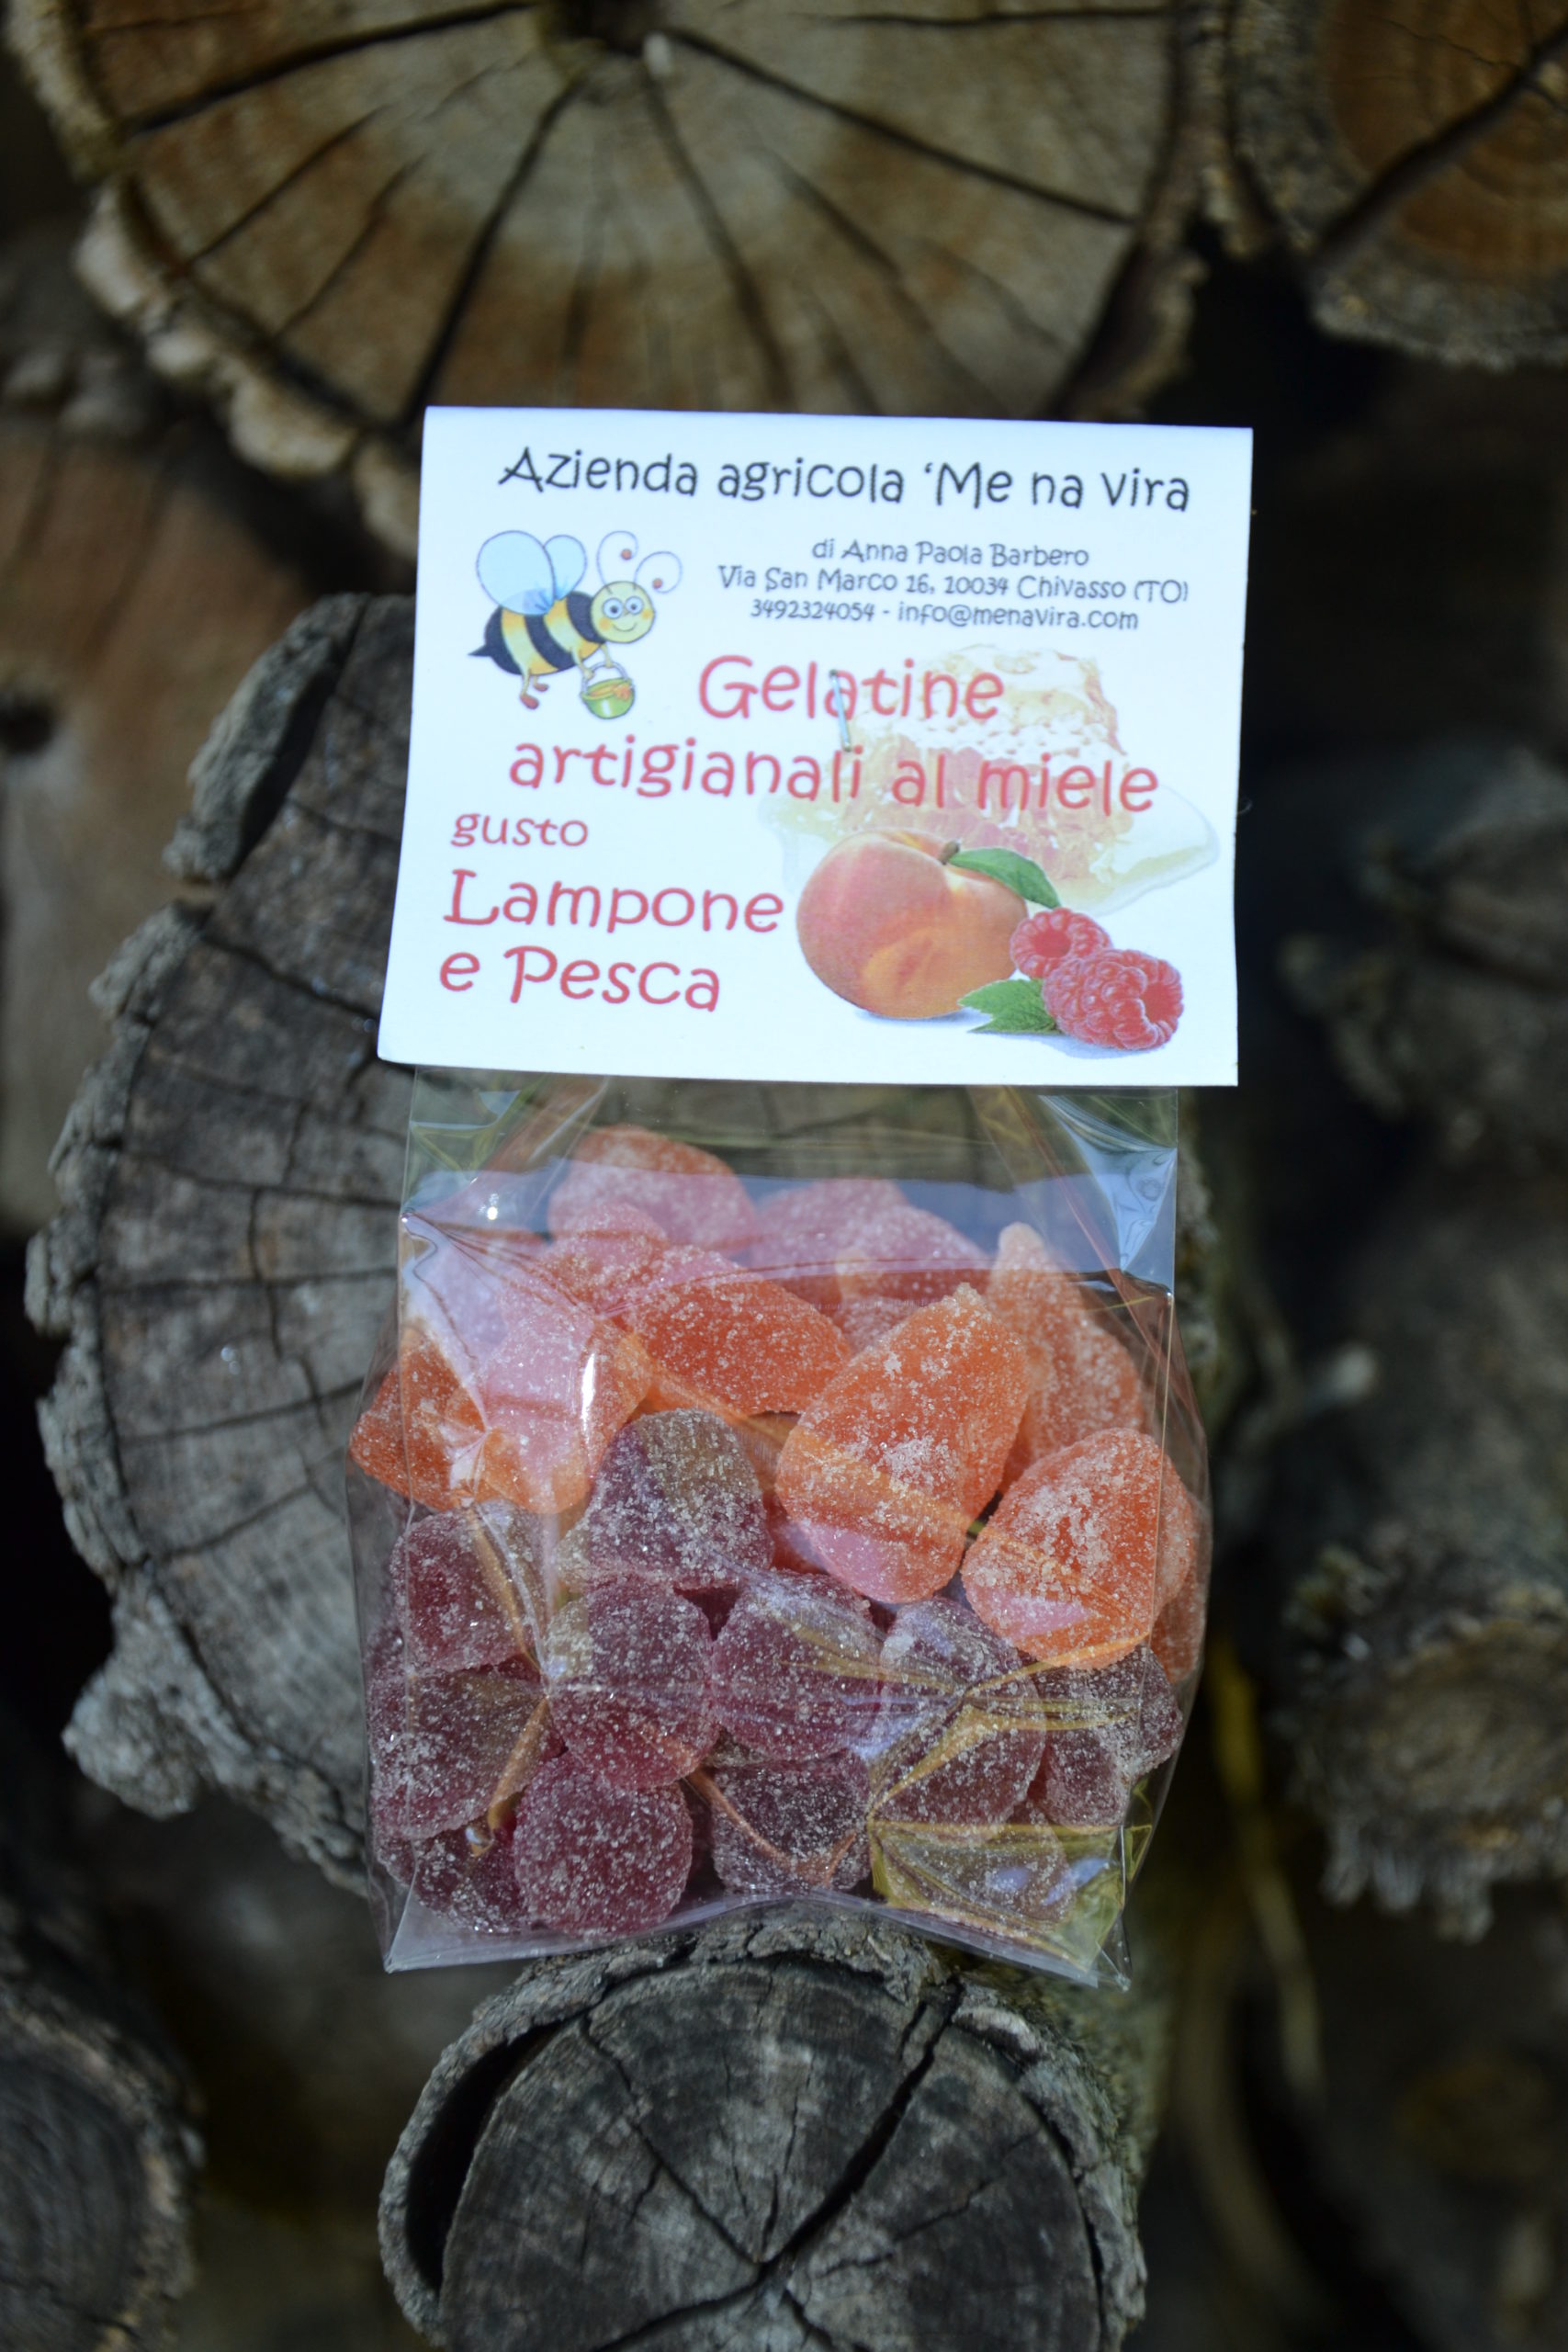 Azienda agricola ‘Me na vira
di Anna Paola Barbero
Via San Marco 16, 10034 Chivasso (TO)
3492324054 - info@menavira.com
Gelatine
artigianali al miele
gusto
Lampone
e Pesca